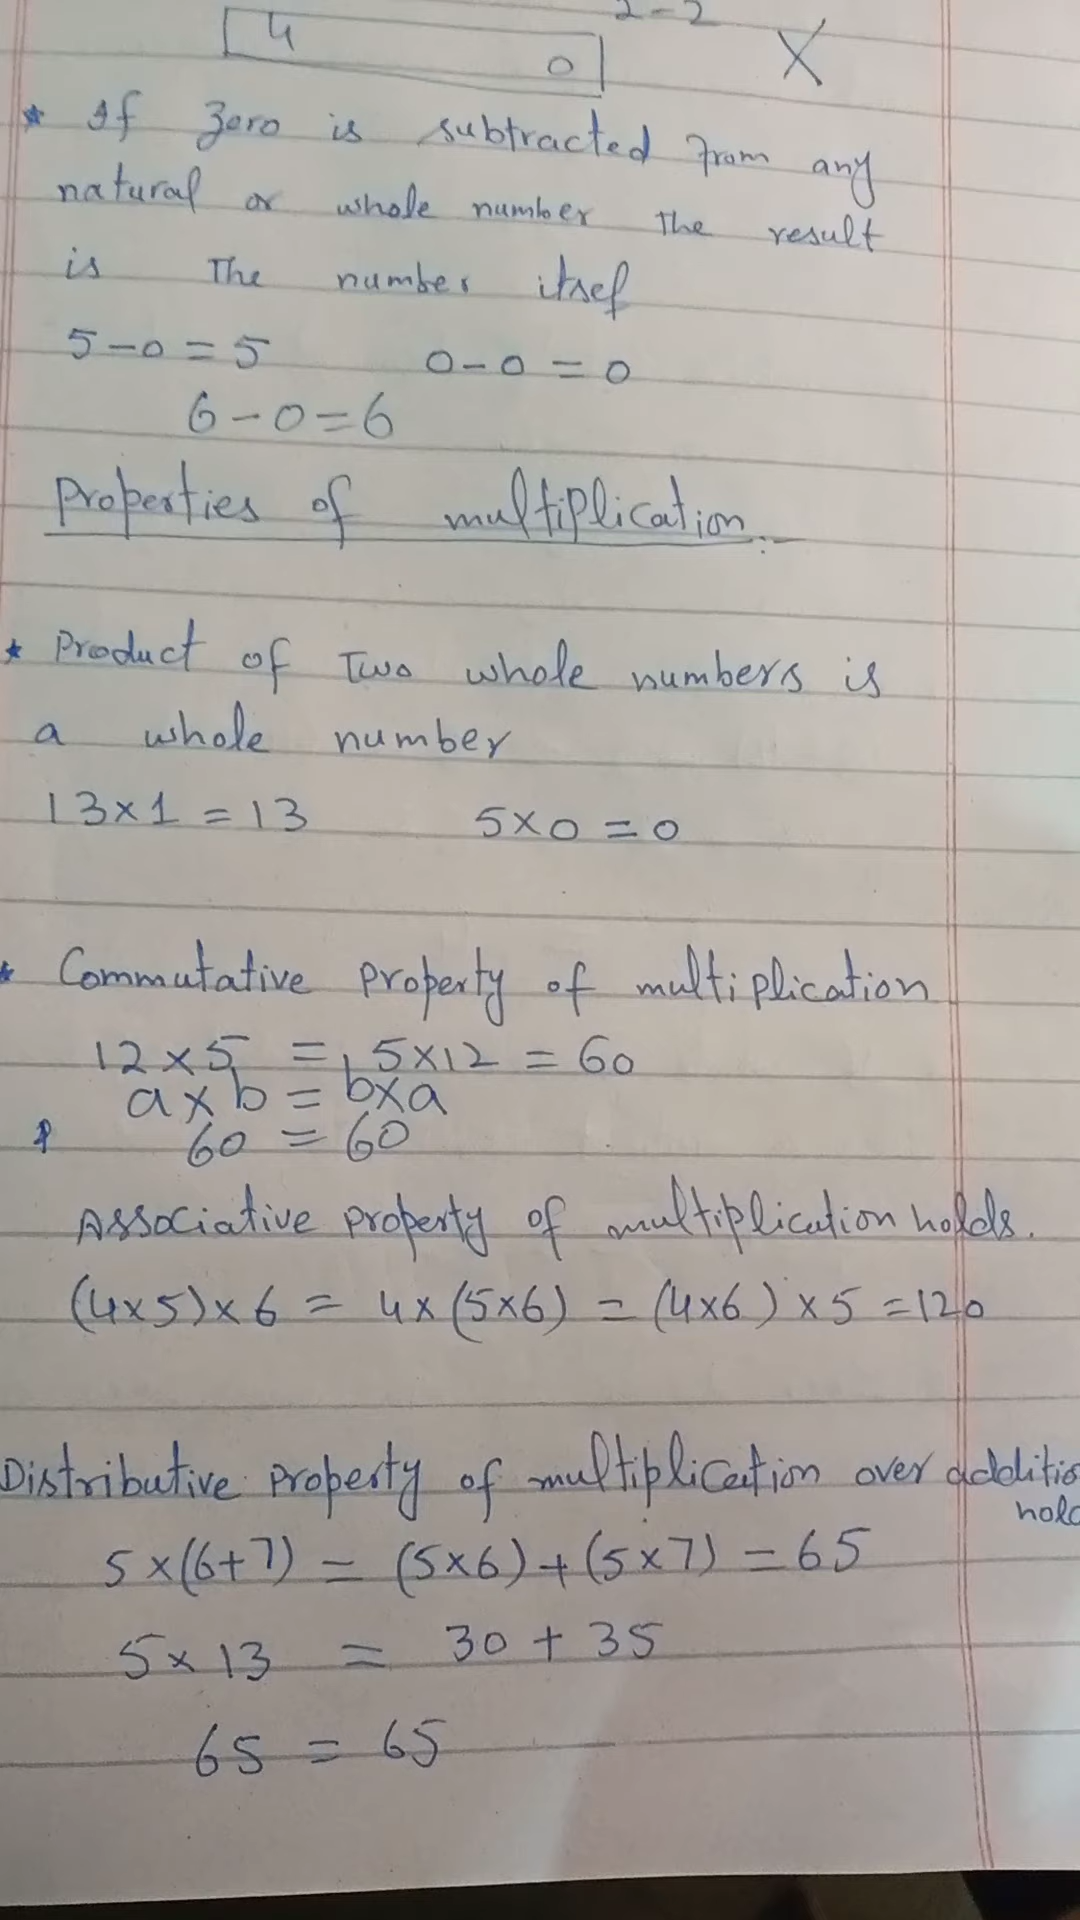 2-2
4 0 X
* If zero is subtracted from any
natural or whole number the result
is The number itsef
5-0=5 0-0=0
6-0=6
Properties of multiplication
* Product of Two whole numbers is
a whole number
13×1=13 5×0=0
* Commutative property of multiplication
12×5 = 5×12 = 60
a×b = b×a
60 = 60
Associative property of multiplication holds.
(4×5)×6 = 4×(5×6) = (4×6)×5 =120
Distributive property of multiplication over additio
hold
5×(6+7) = (5×6)+(5×7) = 65
5×13 = 30+35
65 = 65